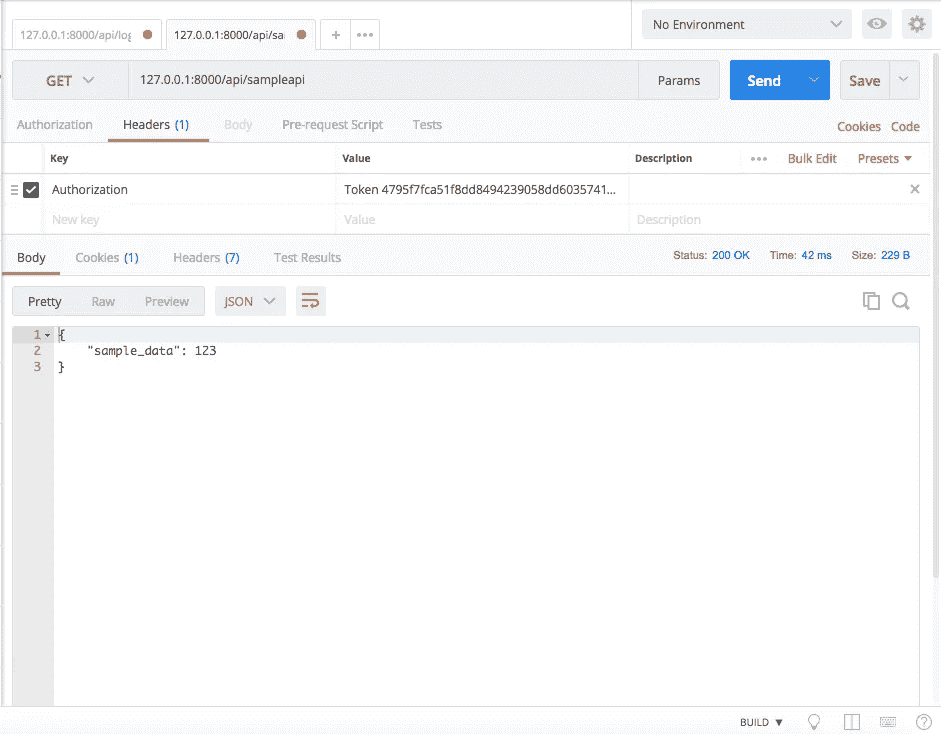 127.0.0.1:8000/api/log 127.0.0.1:8000/api/sa + ••• No Environment
GET 127.0.0.1:8000/api/sampleapi Params Send Save
Authorization Headers (1) Body Pre-request Script Tests Cookies Code
Key Value Description ••• Bulk Edit Presets
Authorization Token 4795f7fca51f8dd8494239058dd6035741...
New key Value Description
Body Cookies (1) Headers (7) Test Results Status: 200 OK Time: 42 ms Size: 229 B
Pretty Raw Preview JSON
1 {
2 "sample_data": 123
3 }
BUILD